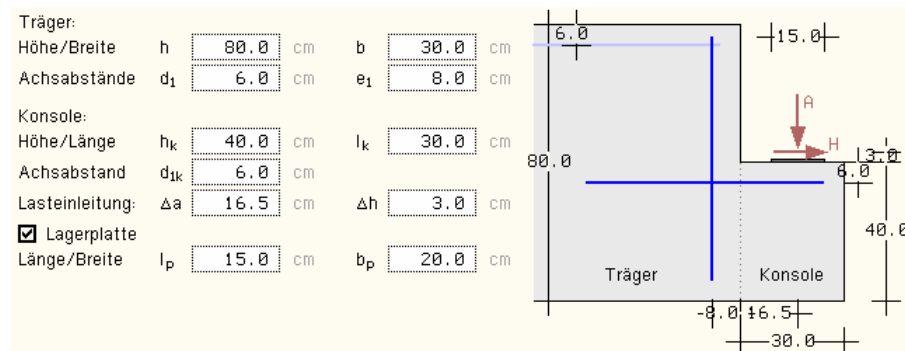 Träger:
Höhe/Breite h 80.0 cm b 30.0 cm
Achsabstände d1 6.0 cm e1 8.0 cm
Konsole:
Höhe/Länge hk 40.0 cm lk 30.0 cm
Achsabstand d1k 6.0 cm
Lasteinleitung: Δa 16.5 cm Δh 3.0 cm
Lagerplatte
Länge/Breite lp 15.0 cm bp 20.0 cm
6.0
15.0
A
H
3.0
80.0
6.0
40.0
Träger Konsole
8.0 16.5
30.0